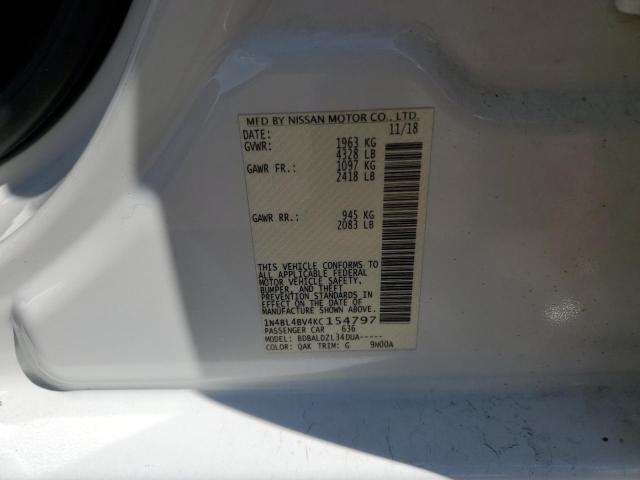 MFD BY NISSAN MOTOR CO., LTD.
DATE: 11/18
GVWR: 1963 KG
4328 LB
GAWR FR.: 1097 KG
2418 LB
GAWR RR.: 945 KG
2083 LB
THIS VEHICLE CONFORMS TO
ALL APPLICABLE FEDERAL
MOTOR VEHICLE SAFETY,
BUMPER, AND THEFT
PREVENTION STANDARDS IN
EFFECT ON THE DATE OF
MANUFACTURE SHOWN ABOVE.
1N4BL4BV4KC154797
PASSENGER CAR 636
MODEL: BDBALDZL34DUA-----
COLOR: QAK TRIM: G 9N00A